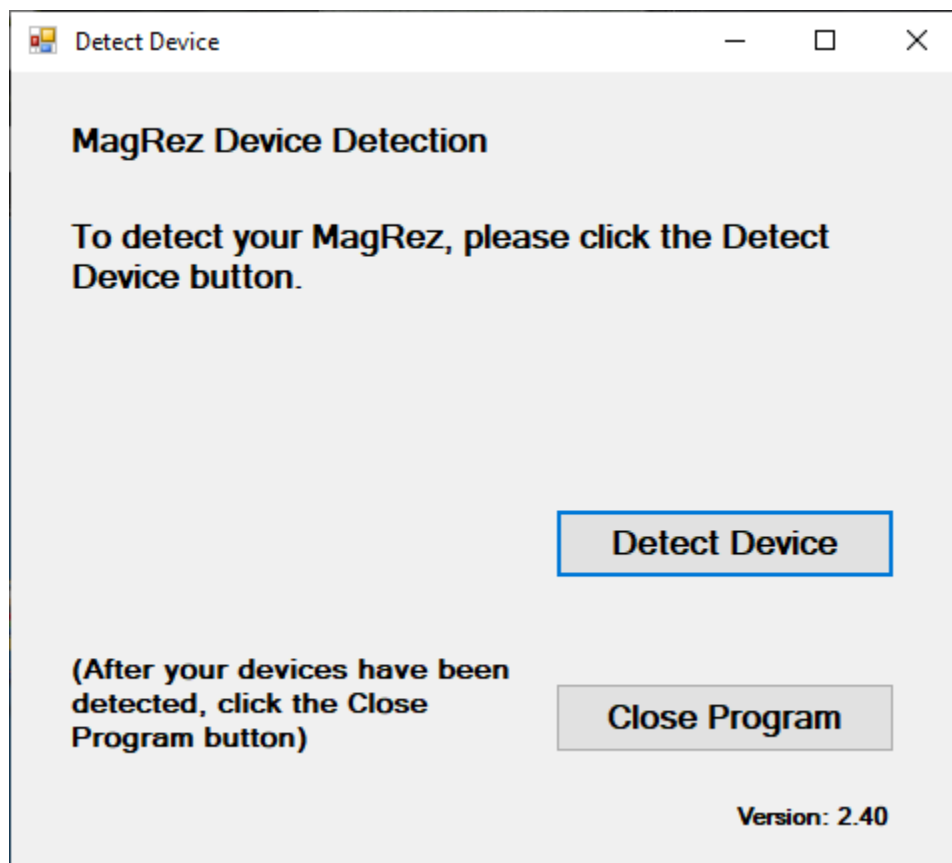 Detect Device
MagRez Device Detection
To detect your MagRez, please click the Detect
Device button.
Detect Device
(After your devices have been
detected, click the Close
Program button)
Close Program
Version: 2.40